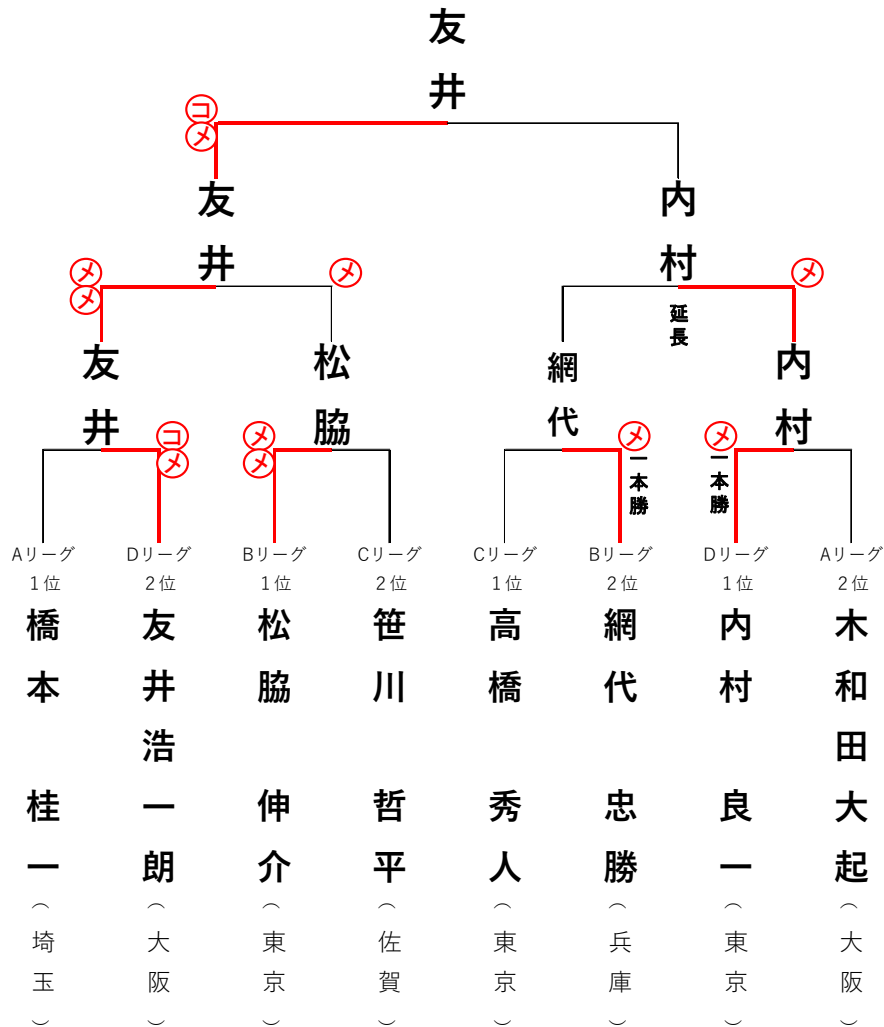 友井
コ
メ
友井
内村
メ
メ
メ
メ
延長
友井
松脇
網代
内村
コ
メ
メ
メ
メ
一本勝
メ
一本勝
Aリーグ
1位
橋本 桂一
（埼玉）
Dリーグ
2位
友井浩一朗
（大阪）
Bリーグ
1位
松脇 伸介
（東京）
Cリーグ
2位
笹川 哲平
（佐賀）
Cリーグ
1位
高橋 秀人
（東京）
Bリーグ
2位
網代 忠勝
（兵庫）
Dリーグ
1位
内村 良一
（東京）
Aリーグ
2位
木和田大起
（大阪）